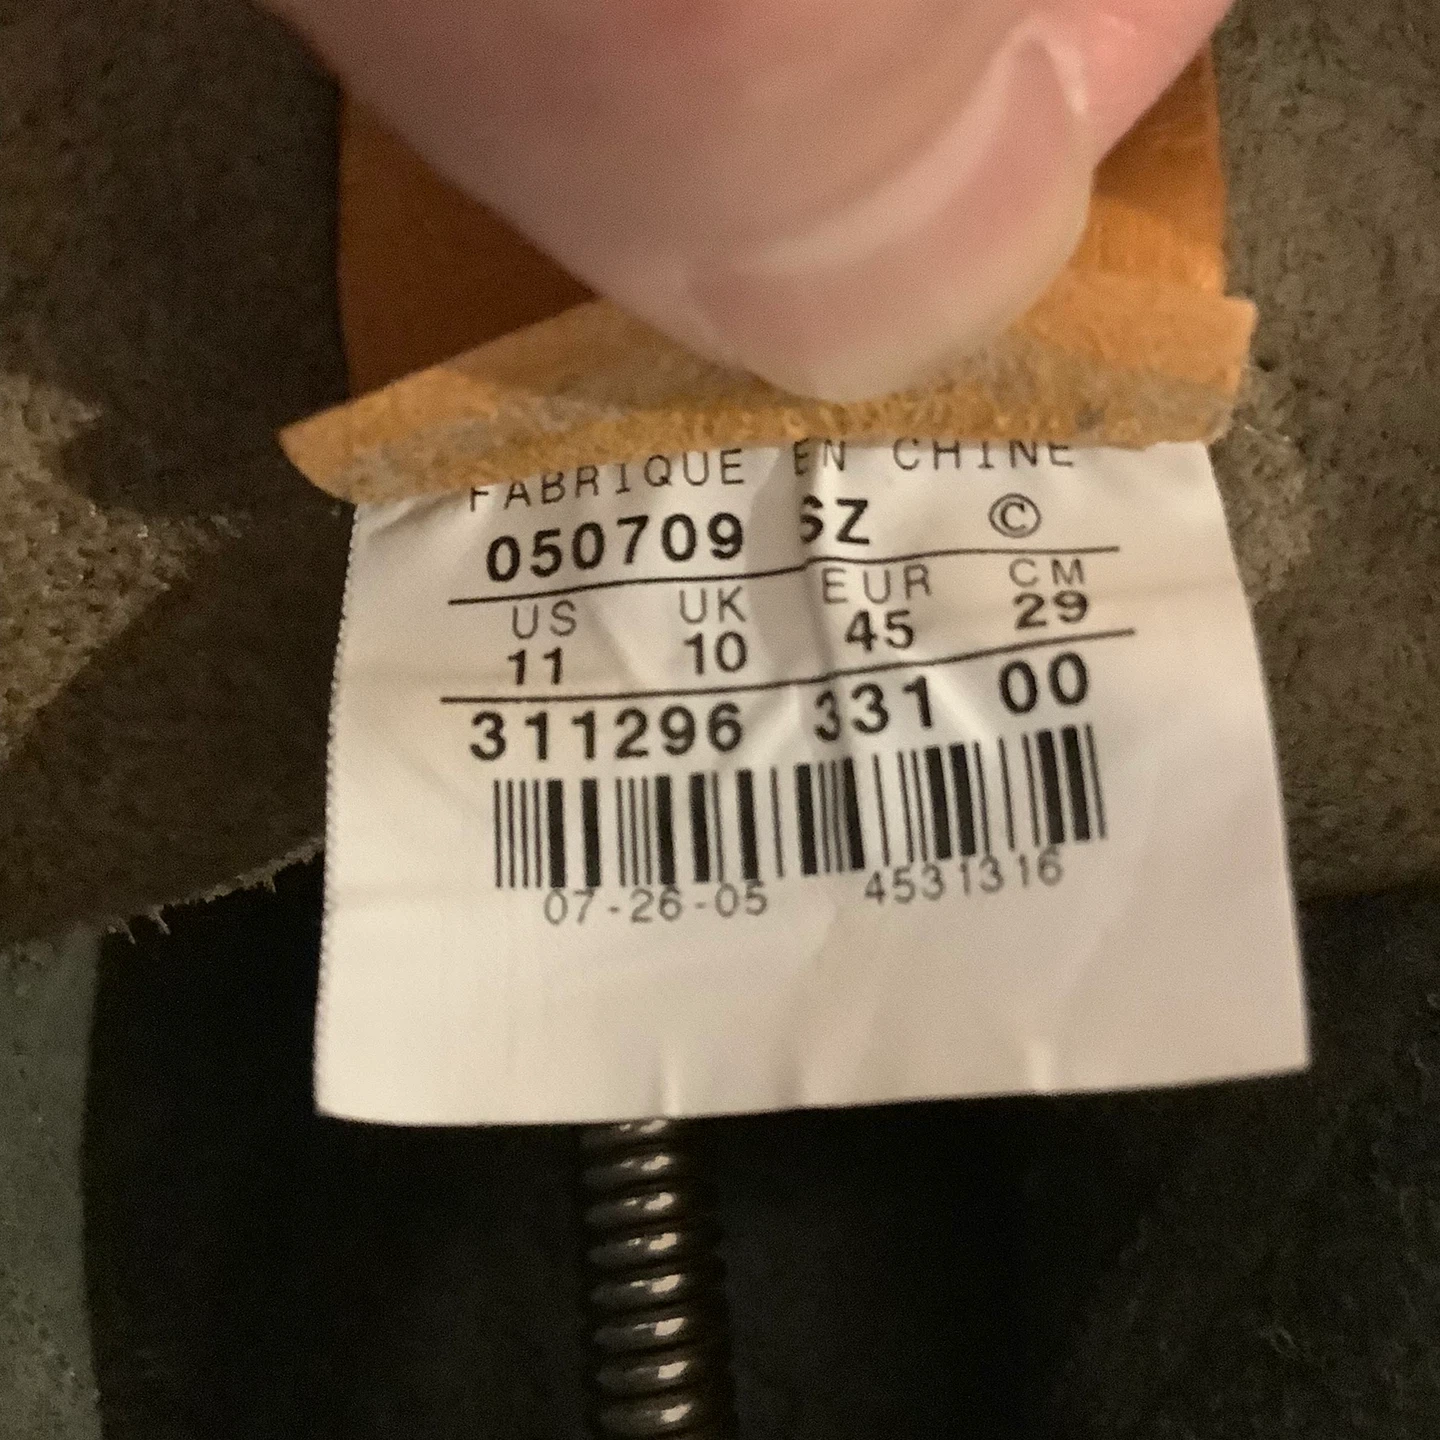 FABRIQUE EN CHINE
050709 SZ ©
US UK EUR CM
11 10 45 29
311296 331 00
07-26-05 4531316